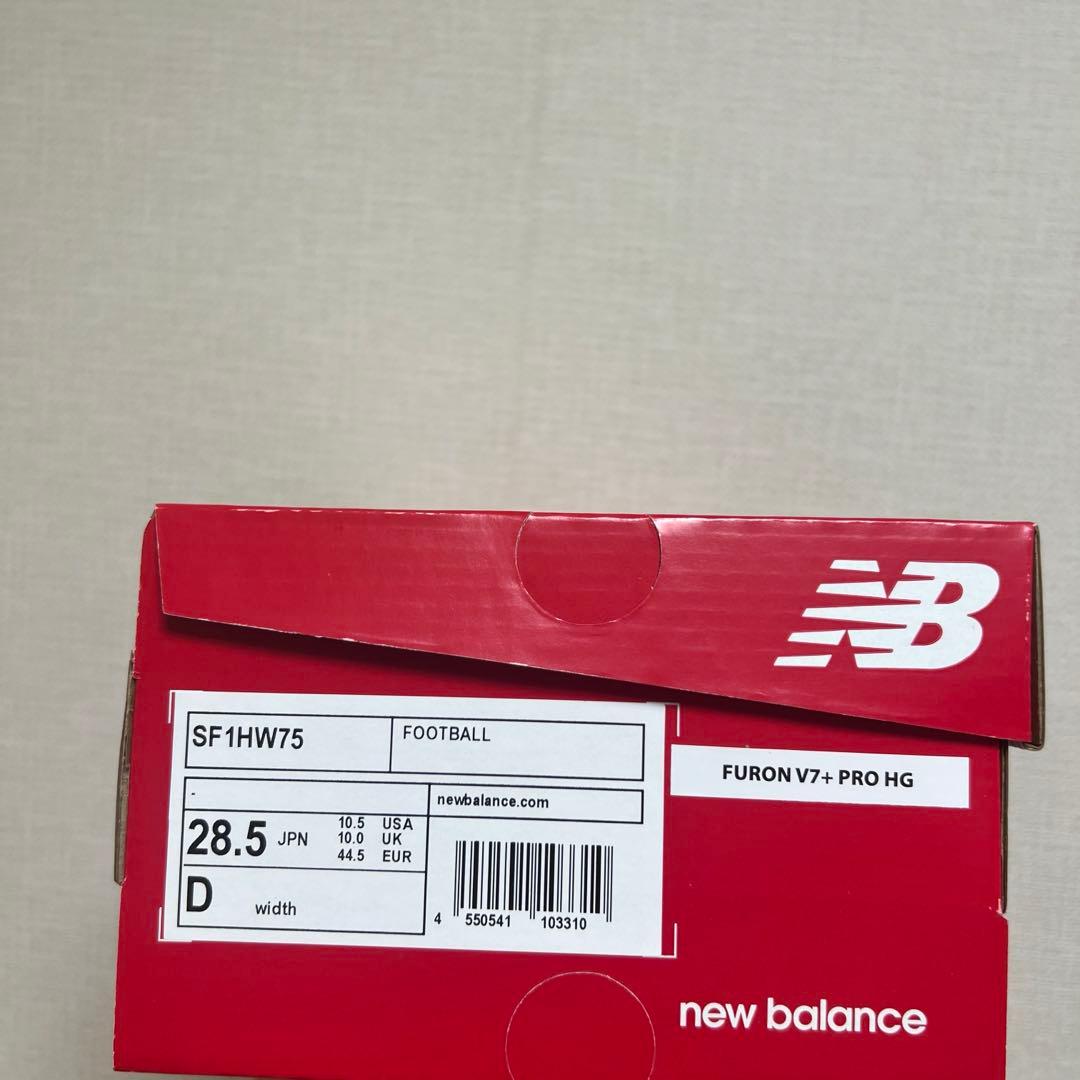 NB
SF1HW75
FOOTBALL
FURON V7+ PRO HG
-
newbalance.com
28.5 JPN
10.5 USA
10.0 UK
44.5 EUR
D width
4 550541 103310
new balance